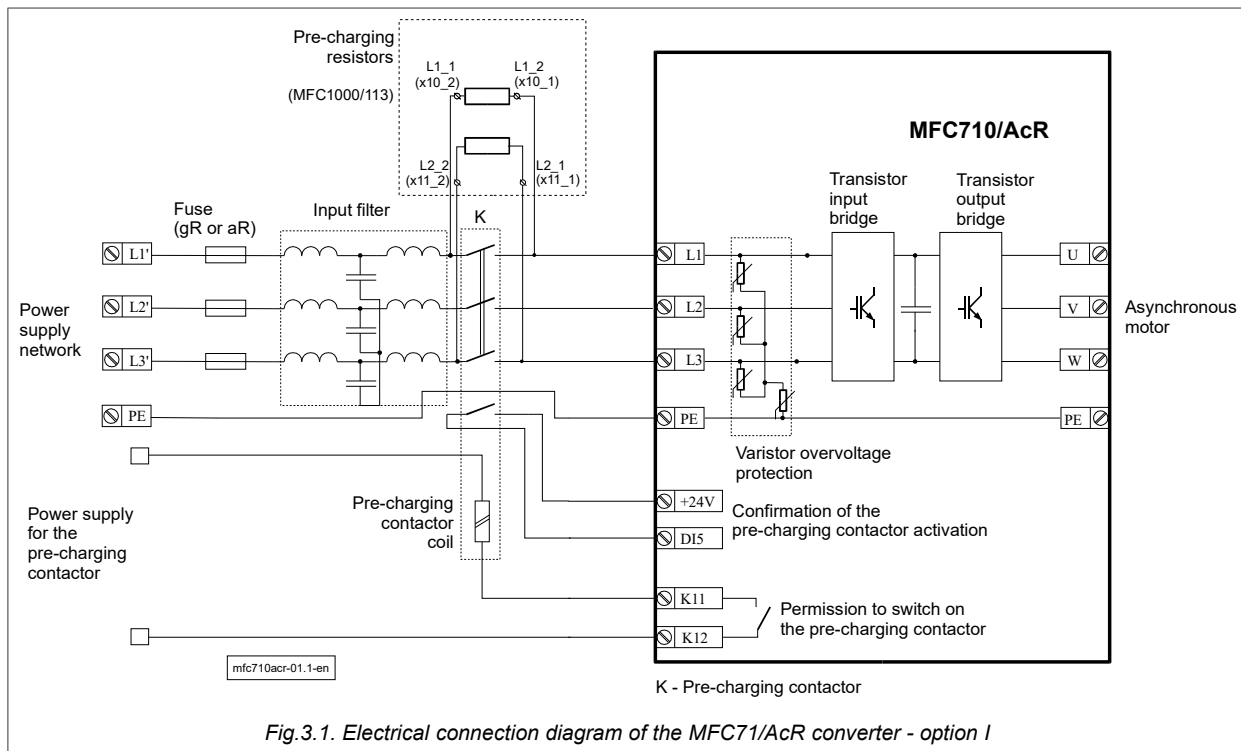 Pre-charging
resistors
(MFC1000/113)
L1_1
(x10_2)
L1_2
(x10_1)
L2_2
(x11_2)
L2_1
(x11_1)
MFC710/AcR
Transistor
input
bridge
Transistor
output
bridge
Fuse
(gR or aR)
Input filter
K
L1'
L2'
L3'
PE
Power
supply
network
L1
L2
L3
PE
U
V
W
PE
Asynchronous
motor
Varistor overvoltage
protection
Power supply
for the
pre-charging
contactor
Pre-charging
contactor
coil
+24V
DI5
Confirmation of the
pre-charging contactor activation
K11
K12
Permission to switch on
the pre-charging contactor
mfc710acr-01.1-en
K - Pre-charging contactor
Fig.3.1. Electrical connection diagram of the MFC71/AcR converter - option I